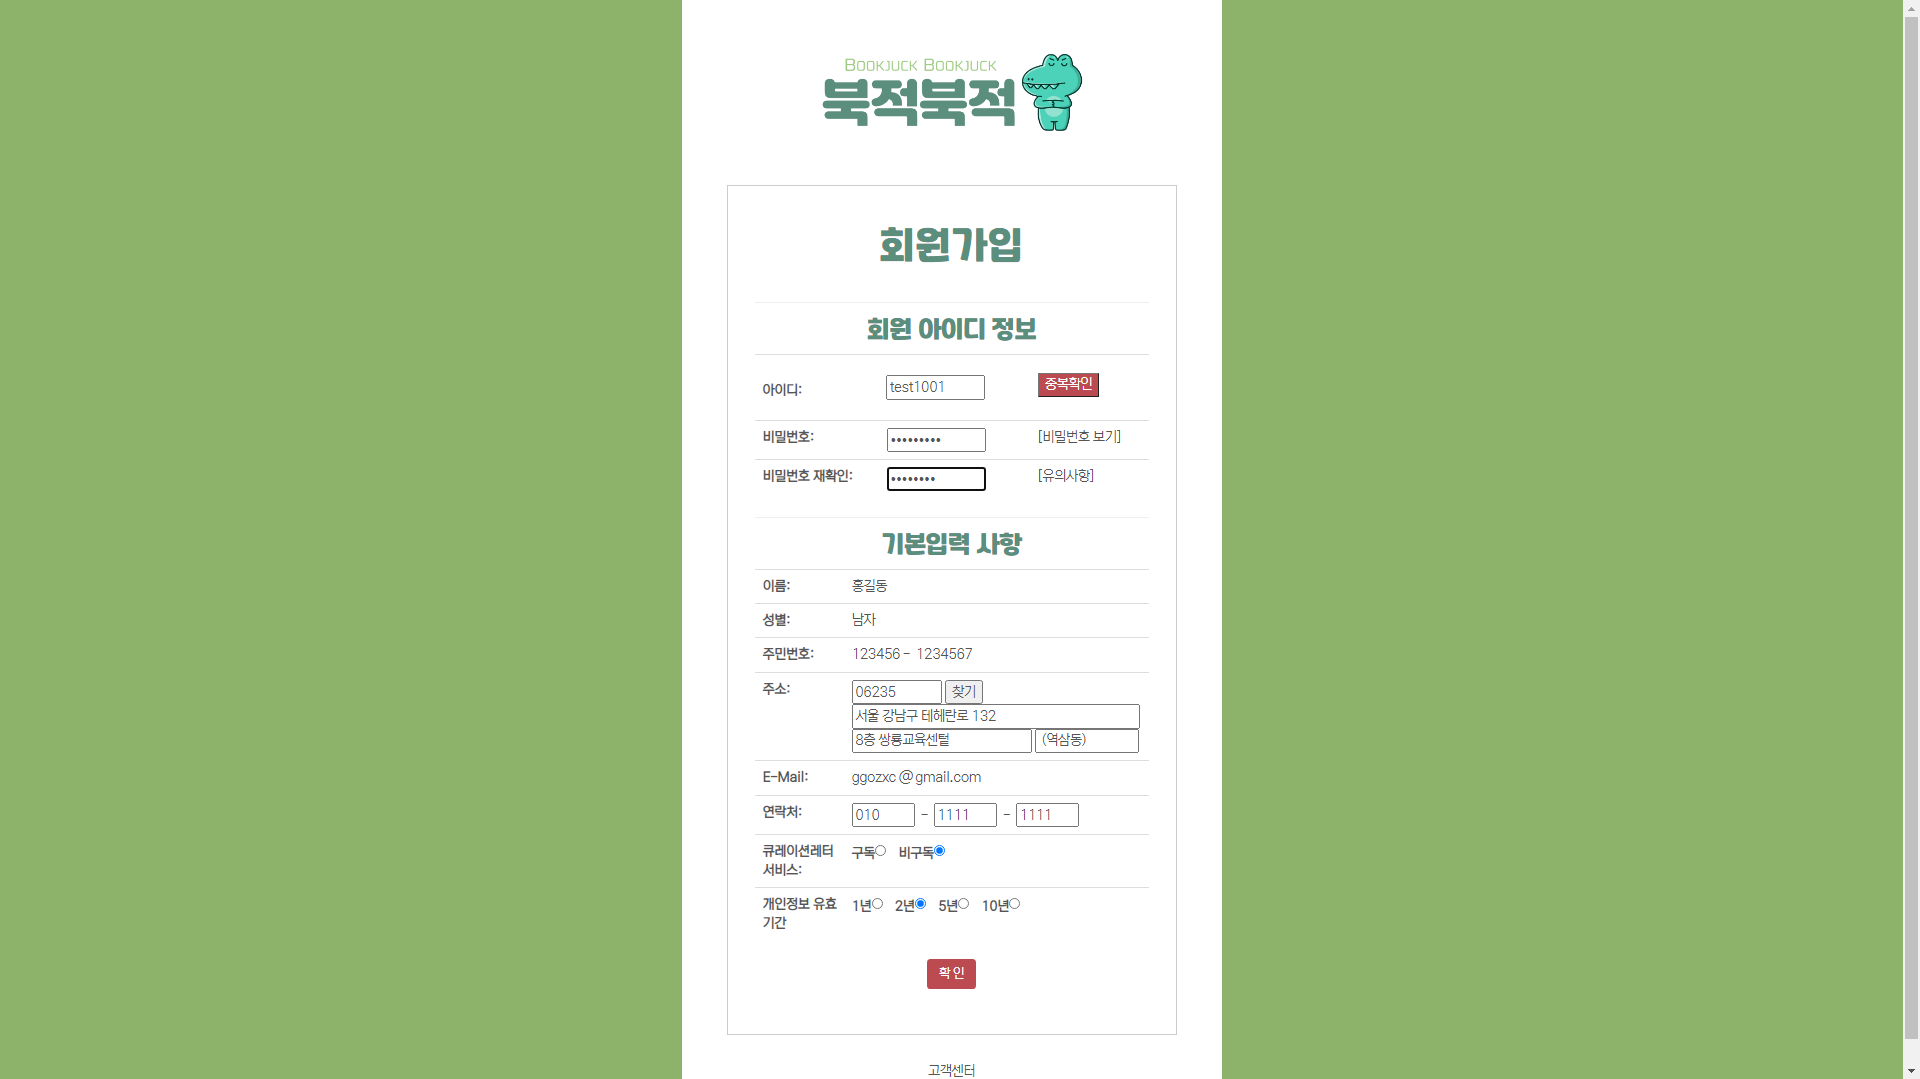 BOOKJUCK BOOKJUCK
북적북적
회원가입
회원 아이디 정보
아이디: test1001 중복확인
비밀번호: ••••••••• [비밀번호 보기]
비밀번호 재확인: •••••••• [유의사항]
기본입력 사항
이름: 홍길동
성별: 남자
주민번호: 123456 - 1234567
주소: 06235 찾기
서울 강남구 테헤란로 132
8층 쌍용교육센털 (역삼동)
E-Mail: ggozxc @ gmail.com
연락처: 010 - 1111 - 1111
큐레이션레터 구독 비구독
서비스:
개인정보 유효 1년 2년 5년 10년
기간
확인
고객센터